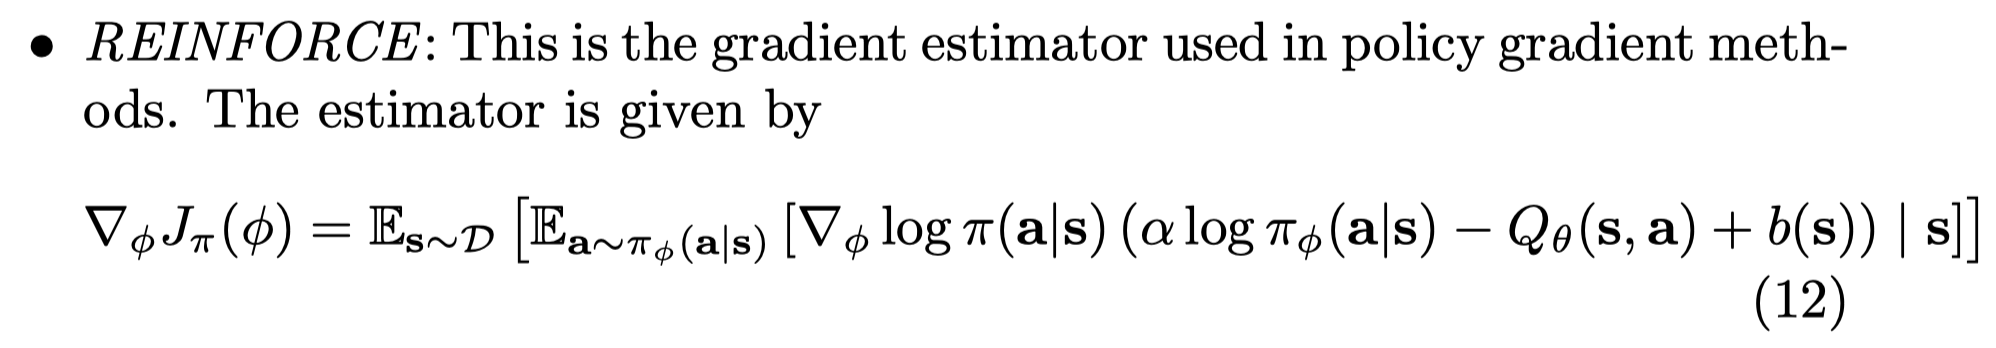 • REINFORCE: This is the gradient estimator used in policy gradient meth-
ods. The estimator is given by
∇_ϕ J_π(ϕ) = 𝔼_{𝐬∼𝒟} [𝔼_{𝐚∼π_ϕ(𝐚|𝐬)} [∇_ϕ log π(𝐚|𝐬) (α log π_ϕ(𝐚|𝐬) − Q_θ(𝐬, 𝐚) + b(𝐬)) | 𝐬]]
(12)